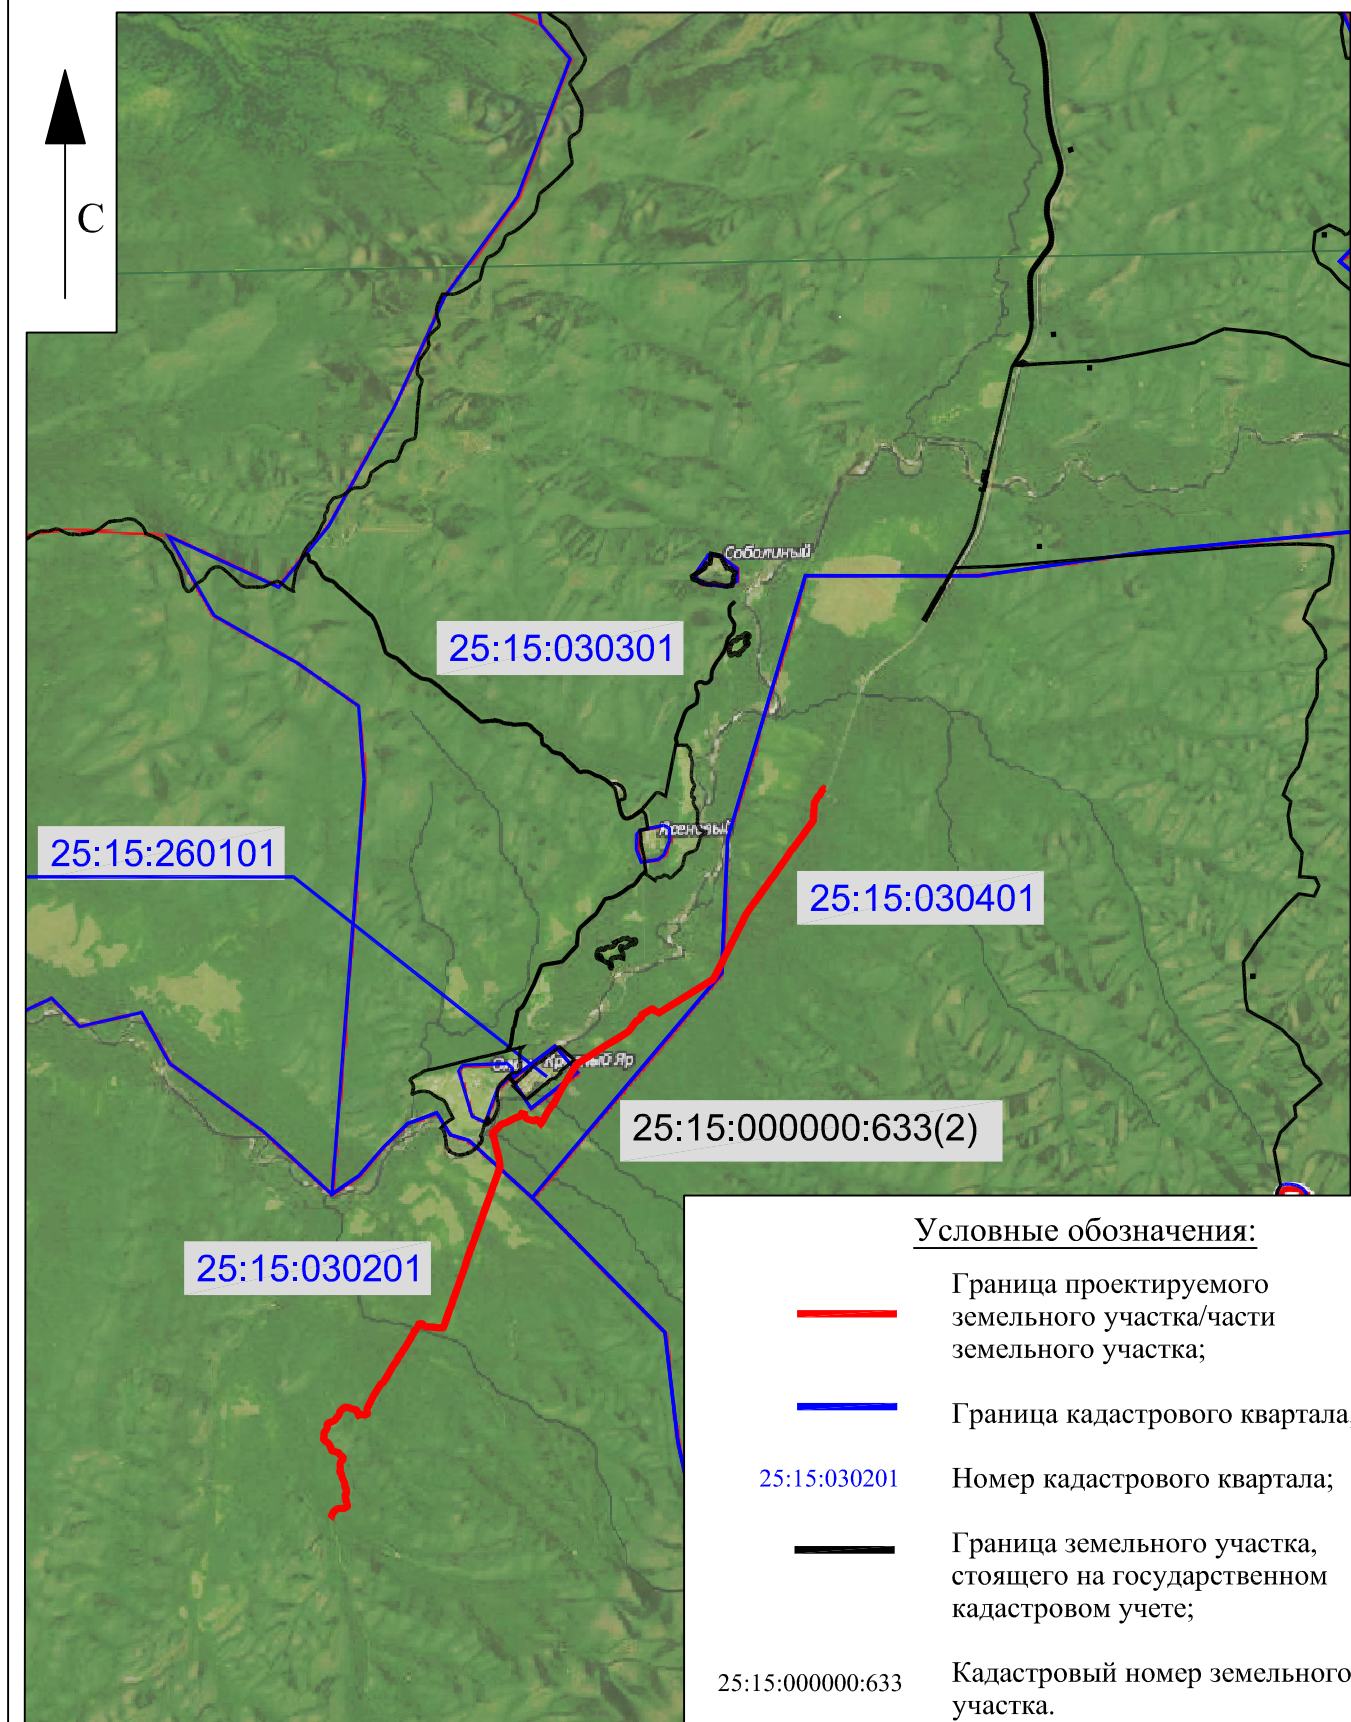 С
Соболиный
25:15:030301
Ясеневый
25:15:260101
25:15:030401
Яр
25:15:000000:633(2)
25:15:030201
Условные обозначения:
Граница проектируемого
земельного участка/части
земельного участка;
Граница кадастрового квартала;
25:15:030201
Номер кадастрового квартала;
Граница земельного участка,
стоящего на государственном
кадастровом учете;
25:15:000000:633
Кадастровый номер земельного
участка.